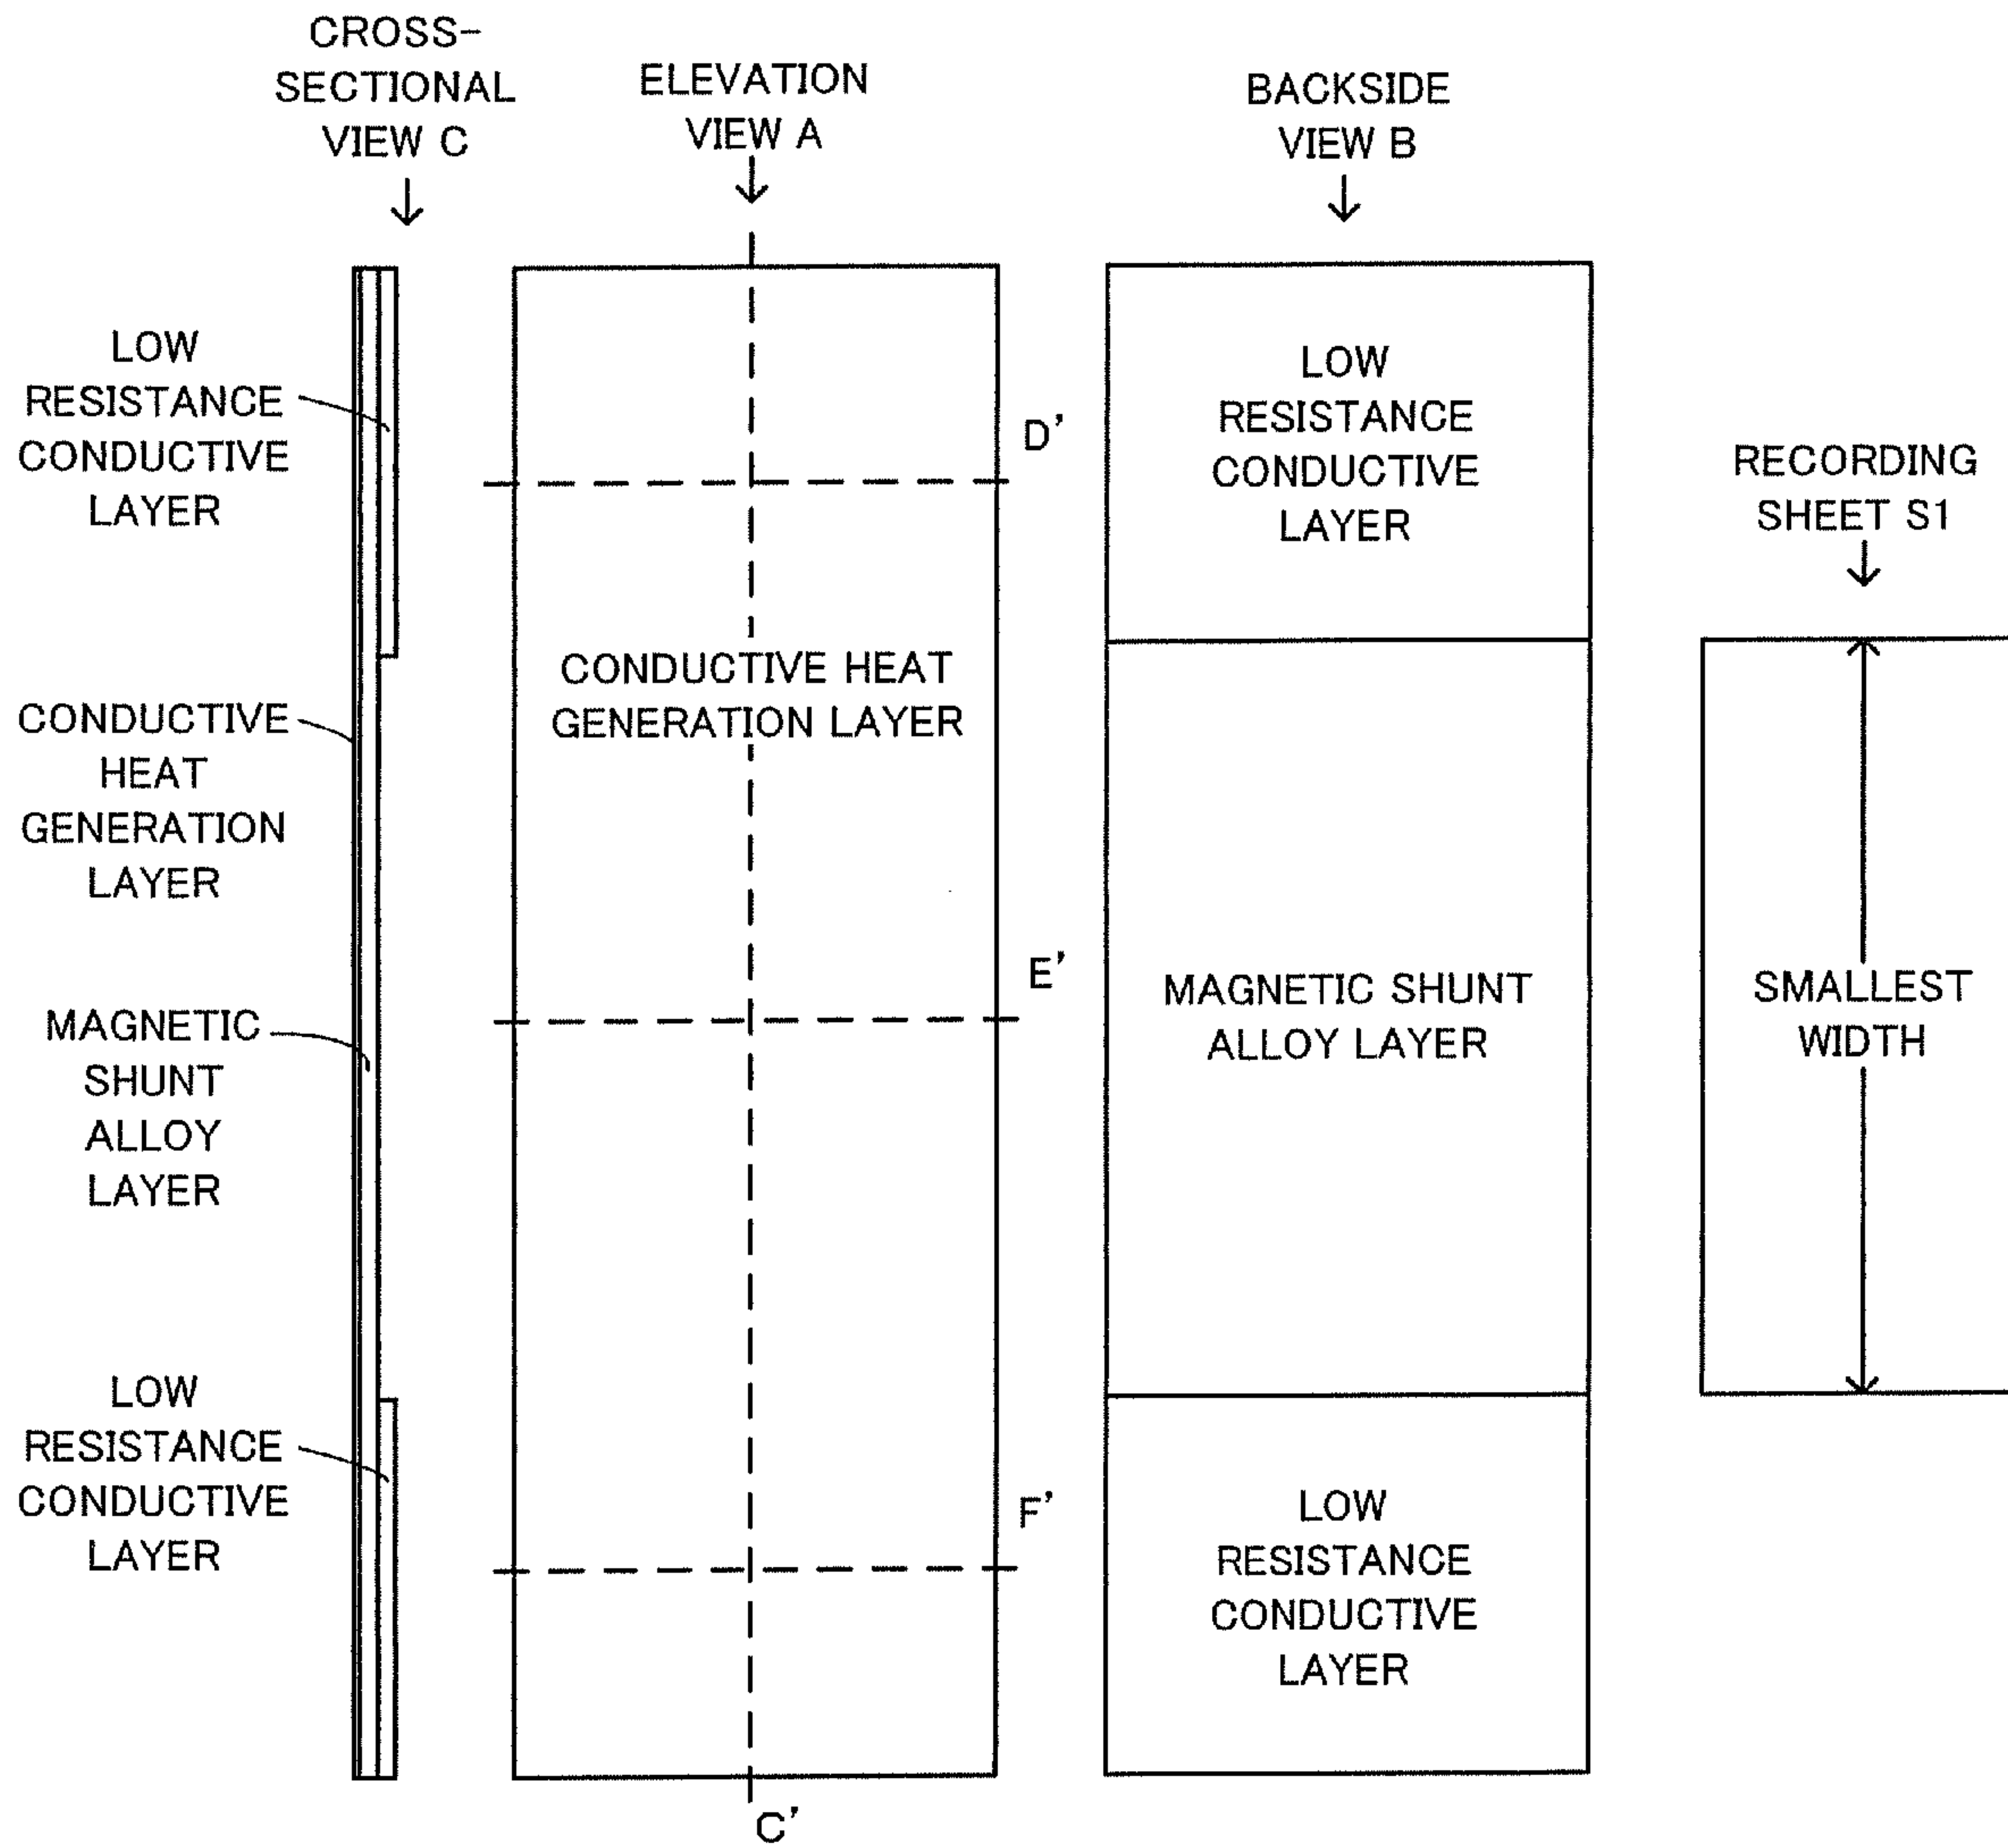 CROSS-
SECTIONAL
VIEW C
ELEVATION
VIEW A
BACKSIDE
VIEW B
LOW
RESISTANCE
CONDUCTIVE
LAYER
CONDUCTIVE
HEAT
GENERATION
LAYER
MAGNETIC
SHUNT
ALLOY
LAYER
LOW
RESISTANCE
CONDUCTIVE
LAYER
CONDUCTIVE HEAT
GENERATION LAYER
D'
E'
F'
C'
LOW
RESISTANCE
CONDUCTIVE
LAYER
MAGNETIC SHUNT
ALLOY LAYER
LOW
RESISTANCE
CONDUCTIVE
LAYER
RECORDING
SHEET S1
SMALLEST
WIDTH